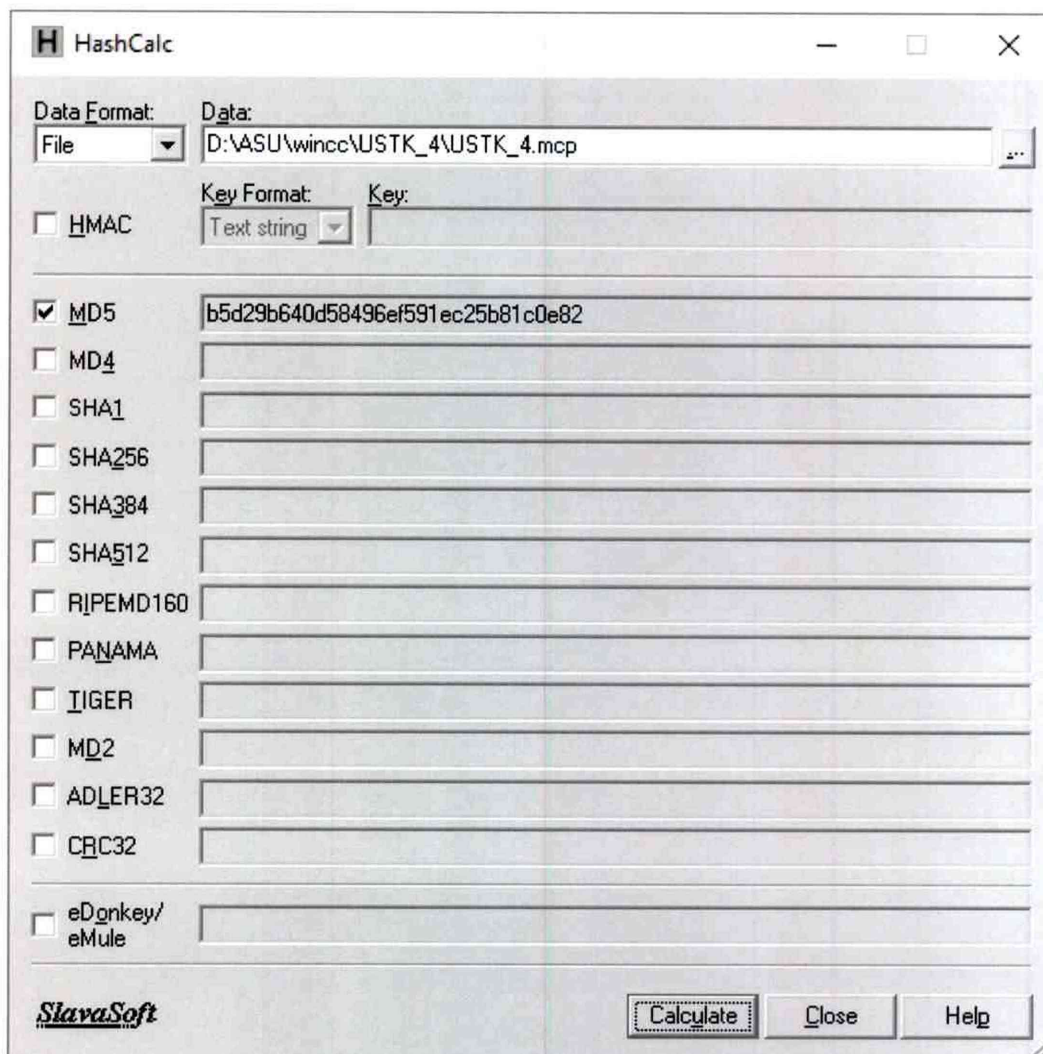 H HashCalc
Data Format: Data:
File D:\ASU\wincc\USTK_4\USTK_4.mcp ...
Key Format: Key:
HMAC Text string
MD5 b5d29b640d58496ef591ec25b81c0e82
MD4
SHA1
SHA256
SHA384
SHA512
RIPEMD160
PANAMA
TIGER
MD2
ADLER32
CRC32
eDonkey/
eMule
SlavaSoft Calculate Close Help